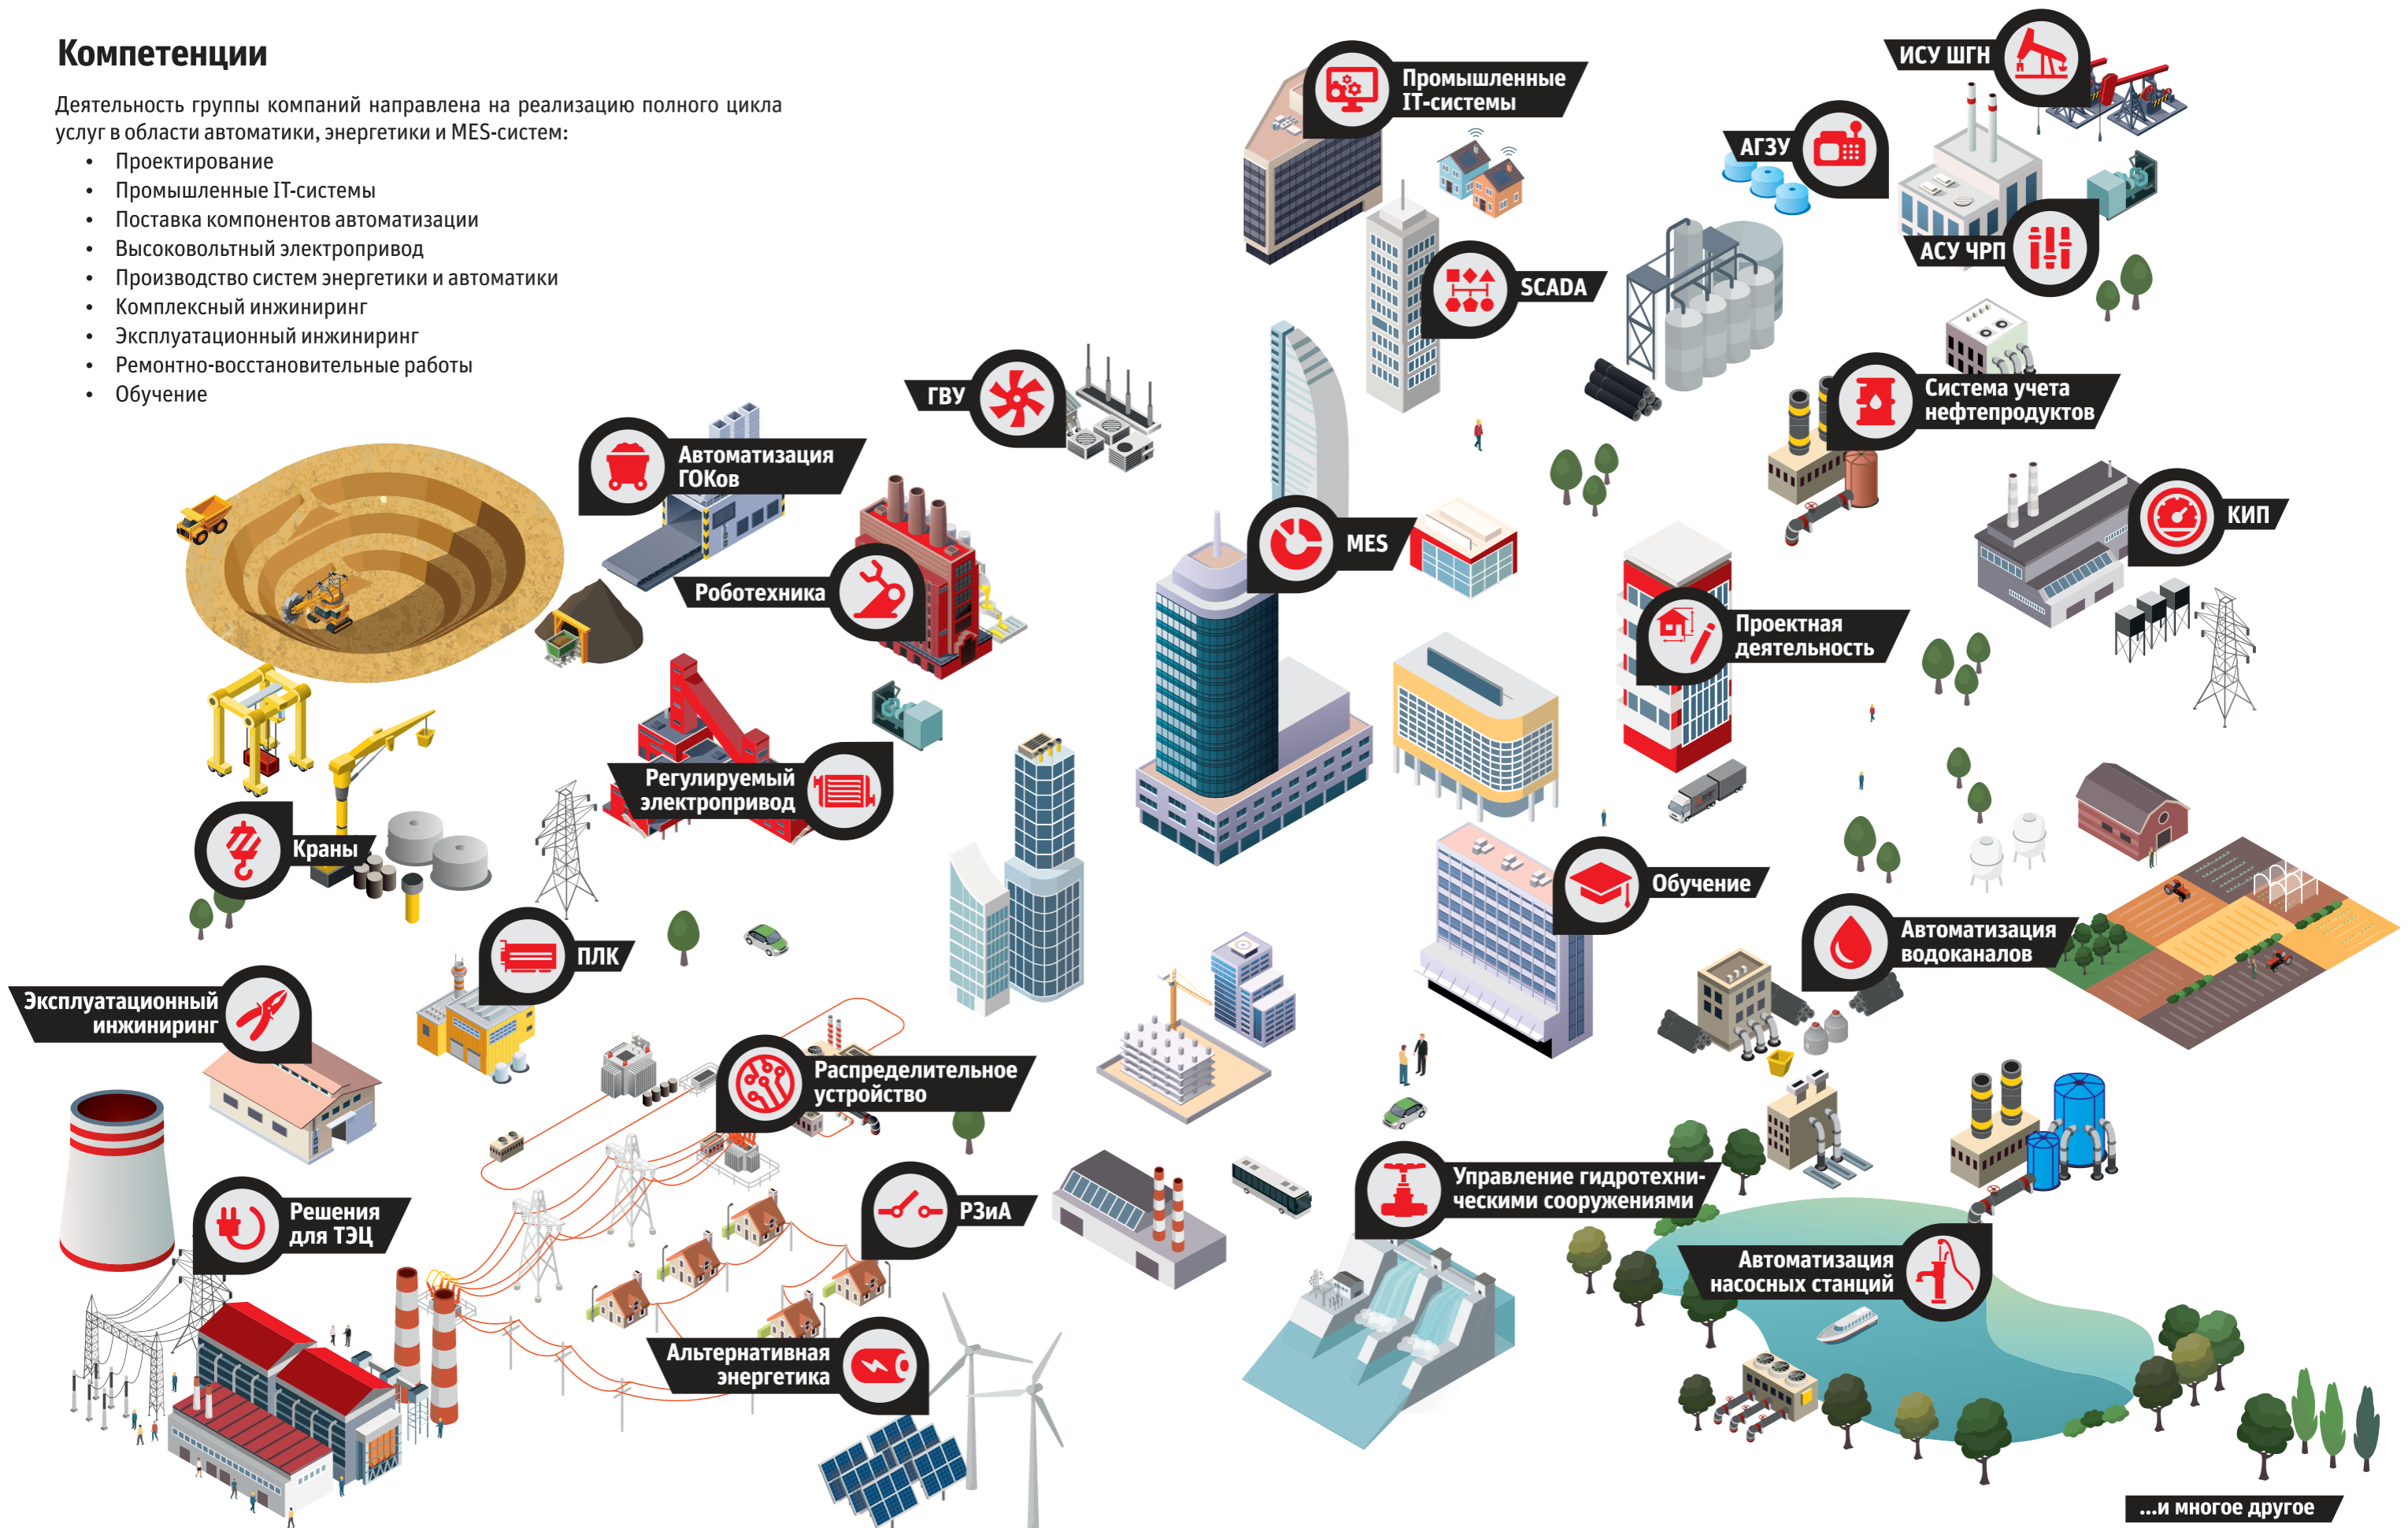 Компетенции
Деятельность группы компаний направлена на реализацию полного цикла
услуг в области автоматики, энергетики и MES-систем:
• Проектирование
• Промышленные IT-системы
• Поставка компонентов автоматизации
• Высоковольтный электропривод
• Производство систем энергетики и автоматики
• Комплексный инжиниринг
• Эксплуатационный инжиниринг
• Ремонтно-восстановительные работы
• Обучение
Промышленные
IT-системы
ИСУ ШГН
АГЗУ
АСУ ЧРП
SCADA
ГВУ
Система учета
нефтепродуктов
Автоматизация
ГОКов
КИП
MES
Роботехника
Проектная
деятельность
Регулируемый
электропривод
Краны
Обучение
ПЛК
Автоматизация
водоканалов
Эксплуатационный
инжиниринг
Распределительное
устройство
Решения
для ТЭЦ
РЗиА
Управление гидротехни-
ческими сооружениями
Автоматизация
насосных станций
Альтернативная
энергетика
...и многое другое